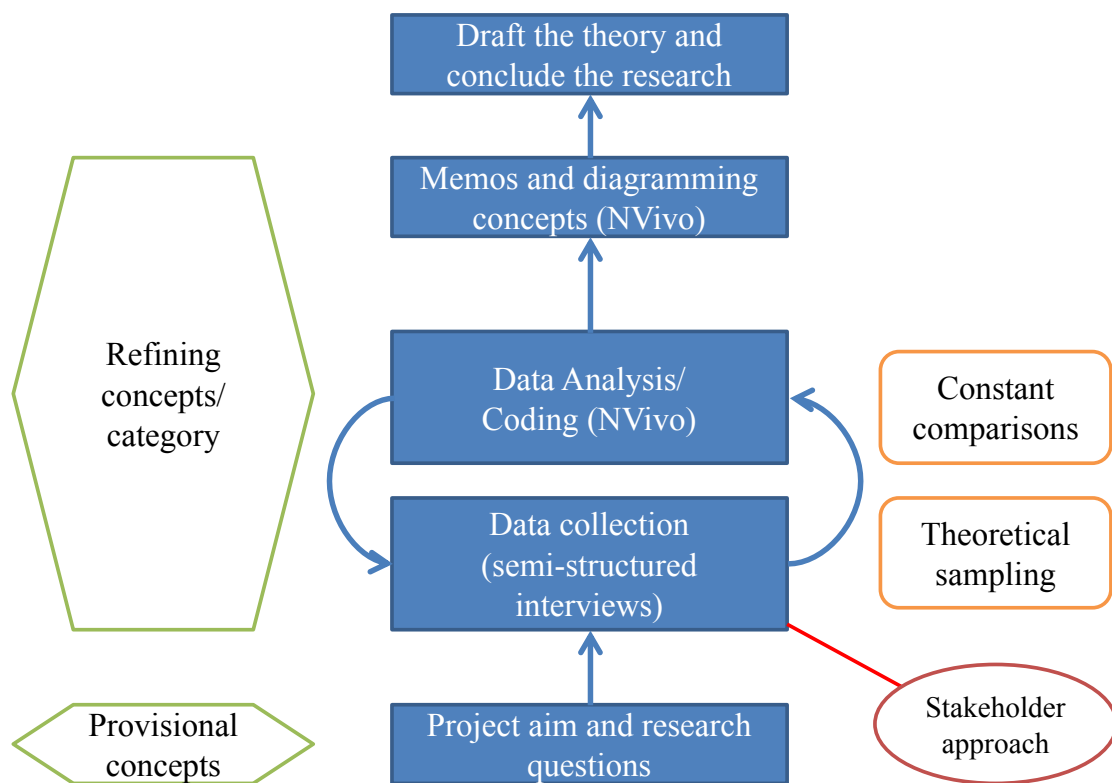 Draft the theory and
conclude the research
Memos and diagramming
concepts (NVivo)
Refining
concepts/
category
Data Analysis/
Coding (NVivo)
Constant
comparisons
Data collection
(semi-structured
interviews)
Theoretical
sampling
Provisional
concepts
Project aim and research
questions
Stakeholder
approach